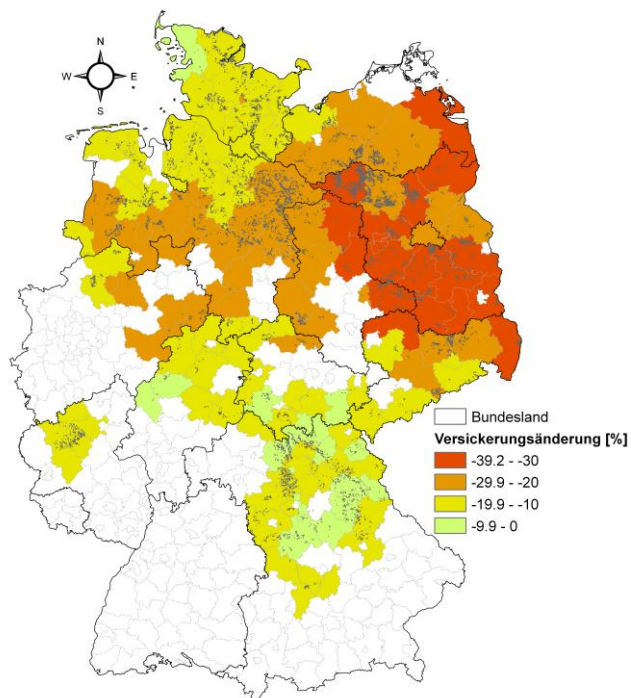 N
W E
S
Bundesland
Versickerungsänderung [%]
-39.2 - -30
-29.9 - -20
-19.9 - -10
-9.9 - 0